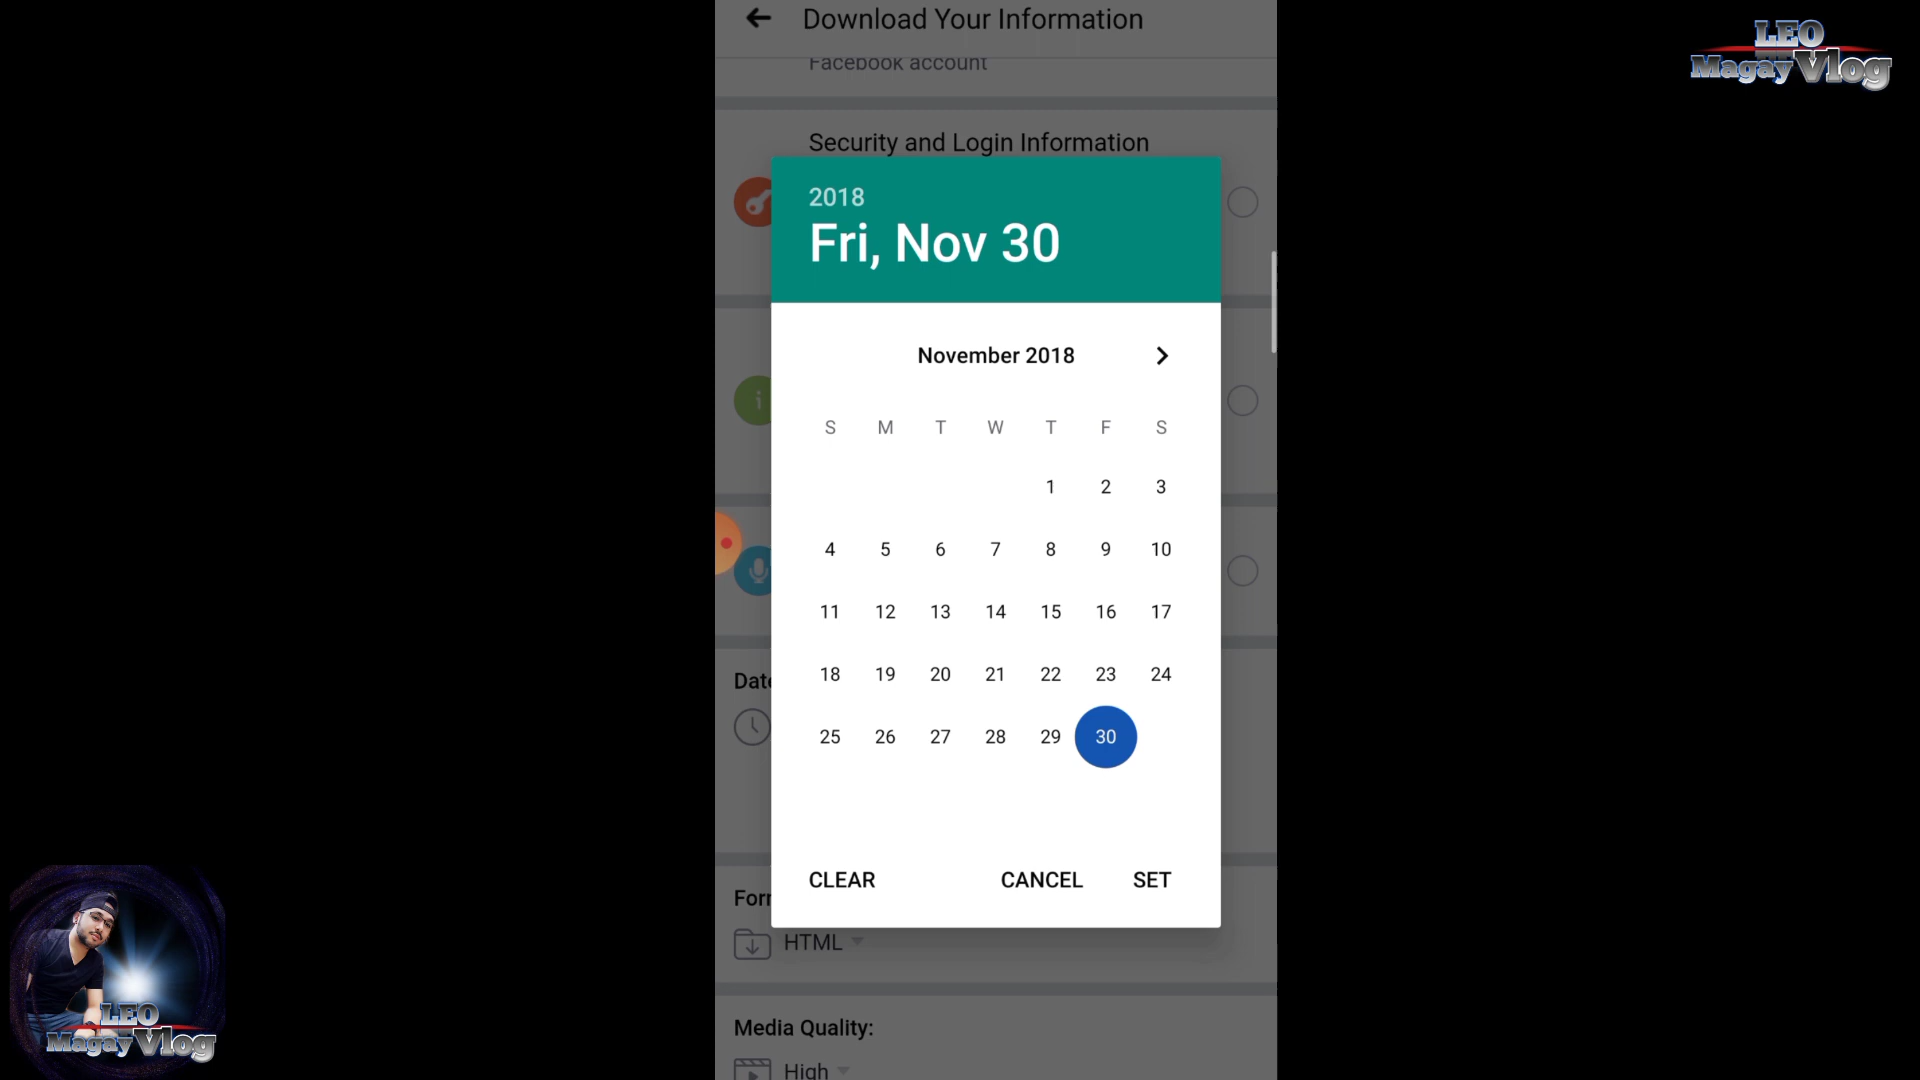 Download Your Information
Facebook account
Security and Login Information
2018
Fri, Nov 30
November 2018
S M T W T F S
1 2 3
4 5 6 7 8 9 10
11 12 13 14 15 16 17
18 19 20 21 22 23 24
25 26 27 28 29 30
Date
CLEAR CANCEL SET
For
HTML
Media Quality:
High
LEO
Magay Vlog
LEO
Magay Vlog